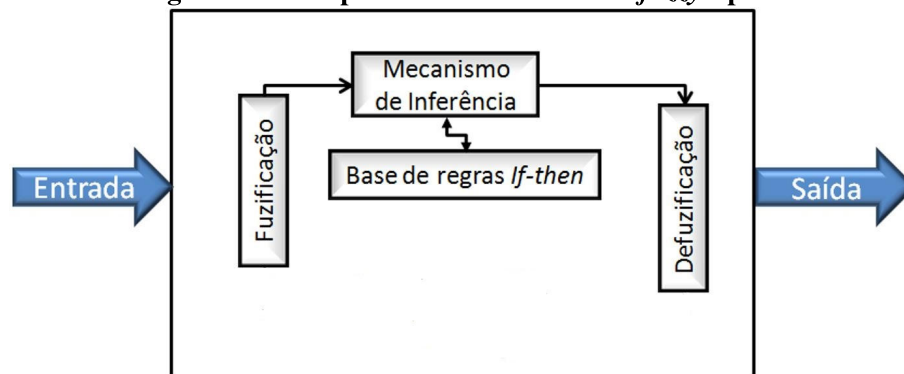 Mecanismo
de Inferência
Fuzificação
Base de regras If-then
Defuzificação
Entrada
Saída